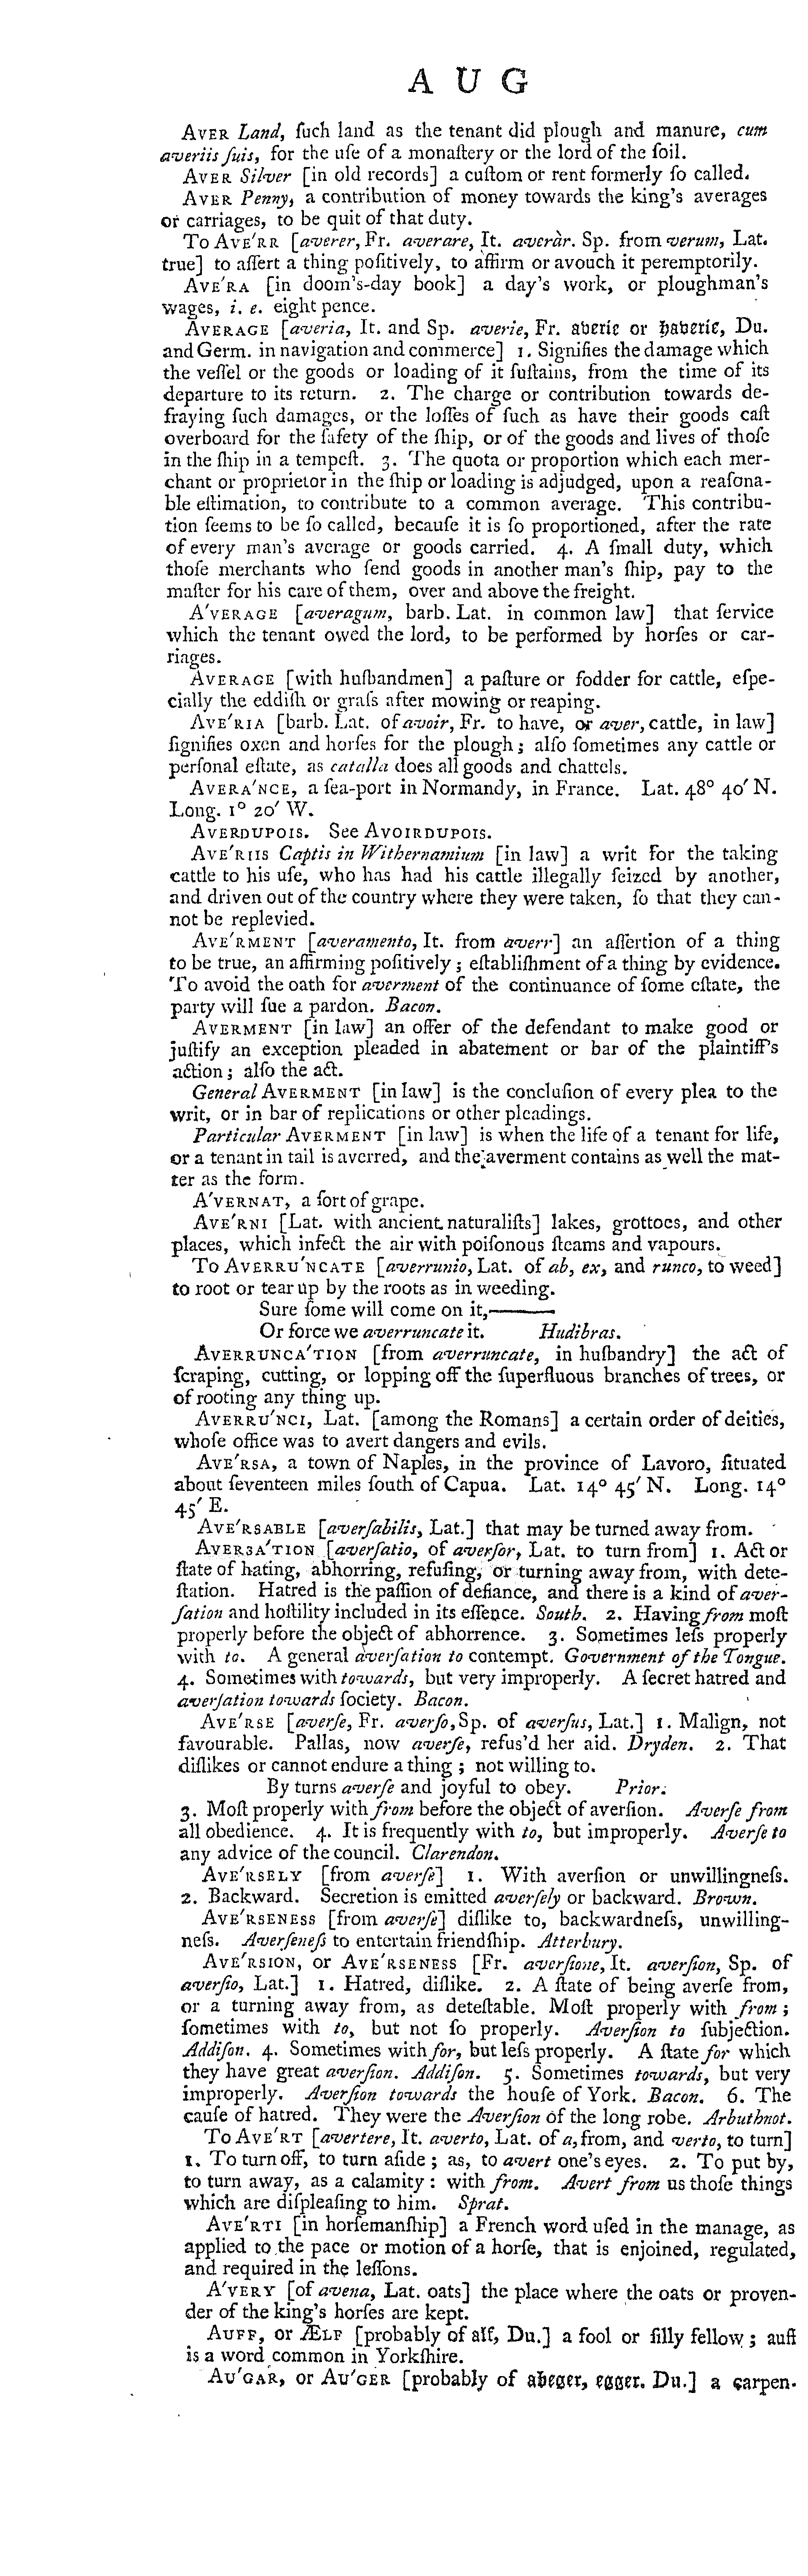 A U G
AVER Land, ſuch land as the tenant did plough and manure, cum
averiis ſuis, for the uſe of a monaſtery or the lord of the ſoil.
AVER Silver [in old records] a cuſtom or rent formerly ſo called.
AVER Penny, a contribution of money towards the king's averages
or carriages, to be quit of that duty.
To AVE'RR [averer, Fr. averare, It. averàr. Sp. from verum, Lat.
true] to aſſert a thing poſitively, to affirm or avouch it peremptorily.
AVE'RA [in doom's-day book] a day's work, or ploughman's
wages, i. e. eight pence.
AVERAGE [averia, It. and Sp. averie, Fr. averie or haverie, Du.
and Germ. in navigation and commerce] 1. Signifies the damage which
the veſſel or the goods or loading of it ſuſtains, from the time of its
departure to its return. 2. The charge or contribution towards de-
fraying ſuch damages, or the loſſes of ſuch as have their goods caſt
overboard for the ſafety of the ſhip, or of the goods and lives of thoſe
in the ſhip in a tempeſt. 3. The quota or proportion which each mer-
chant or proprietor in the ſhip or loading is adjudged, upon a reaſona-
ble eſtimation, to contribute to a common average. This contribu-
tion ſeems to be ſo called, becauſe it is ſo proportioned, after the rate
of every man's average or goods carried. 4. A ſmall duty, which
thoſe merchants who ſend goods in another man's ſhip, pay to the
maſter for his care of them, over and above the freight.
A'VERAGE [averagum, barb. Lat. in common law] that ſervice
which the tenant owed the lord, to be performed by horſes or car-
riages.
AVERAGE [with huſbandmen] a paſture or fodder for cattle, eſpe-
cially the eddiſh or graſs after mowing or reaping.
AVE'RIA [barb. Lat. of avoir, Fr. to have, or aver, cattle, in law]
ſignifies oxen and horſes for the plough; alſo ſometimes any cattle or
perſonal eſtate, as catalla does all goods and chattels.
AVERA'NCE, a ſea-port in Normandy, in France. Lat. 48° 40′ N.
Long. 1° 20′ W.
AVERDUPOIS. See AVOIRDUPOIS.
AVE'RIIS Captis in Withernamium [in law] a writ for the taking
cattle to his uſe, who has had his cattle illegally ſeized by another,
and driven out of the country where they were taken, ſo that they can-
not be replevied.
AVE'RMENT [averamento, It. from averr] an aſſertion of a thing
to be true, an affirming poſitively; eſtabliſhment of a thing by evidence.
To avoid the oath for averment of the continuance of ſome eſtate, the
party will ſue a pardon. Bacon.
AVERMENT [in law] an offer of the defendant to make good or
juſtify an exception pleaded in abatement or bar of the plaintiff's
action; alſo the act.
General AVERMENT [in law] is the concluſion of every plea to the
writ, or in bar of replications or other pleadings.
Particular AVERMENT [in law] is when the life of a tenant for life,
or a tenant in tail is averred, and the averment contains as well the mat-
ter as the form.
A'VERNAT, a ſort of grape.
AVE'RNI [Lat. with ancient naturaliſts] lakes, grottoes, and other
places, which infect the air with poiſonous ſteams and vapours.
To AVERRU'NCATE [averrunio, Lat. of ab, ex, and runco, to weed]
to root or tear up by the roots as in weeding.
Sure ſome will come on it,———
Or force we averruncate it. Hudibras.
AVERRUNCA'TION [from averruncate, in huſbandry] the act of
ſcraping, cutting, or lopping off the ſuperfluous branches of trees, or
of rooting any thing up.
AVERRU'NCI, Lat. [among the Romans] a certain order of deities,
whoſe office was to avert dangers and evils.
AVE'RSA, a town of Naples, in the province of Lavoro, ſituated
about ſeventeen miles ſouth of Capua. Lat. 14° 45′ N. Long. 14°
45′ E.
AVE'RSABLE [averſabilis, Lat.] that may be turned away from.
AVERSA'TION [averſatio, of averſor, Lat. to turn from] 1. Act or
ſtate of hating, abhorring, refuſing, or turning away from, with dete-
ſtation. Hatred is the paſſion of defiance, and there is a kind of aver-
ſation and hoſtility included in its eſſence. South. 2. Having from moſt
properly before the object of abhorrence. 3. Sometimes leſs properly
with to. A general averſation to contempt. Government of the Tongue.
4. Sometimes with towards, but very improperly. A ſecret hatred and
averſation towards ſociety. Bacon.
AVE'RSE [averſe, Fr. averſo, Sp. of averſus, Lat.] 1. Malign, not
favourable. Pallas, now averſe, refus'd her aid. Dryden. 2. That
diſlikes or cannot endure a thing; not willing to.
By turns averſe and joyful to obey. Prior.
3. Moſt properly with from before the object of averſion. Averſe from
all obedience. 4. It is frequently with to, but improperly. Averſe to
any advice of the council. Clarendon.
AVE'RSELY [from averſe] 1. With averſion or unwillingneſs.
2. Backward. Secretion is emitted averſely or backward. Brown.
AVE'RSENESS [from averſe] diſlike to, backwardneſs, unwilling-
neſs. Averſeneſs to entertain friendſhip. Atterbury.
AVE'RSION, or AVE'RSENESS [Fr. averſione, It. averſion, Sp. of
averſio, Lat.] 1. Hatred, diſlike. 2. A ſtate of being averſe from,
or a turning away from, as deteſtable. Moſt properly with from;
ſometimes with to, but not ſo properly. Averſion to ſubjection.
Addiſon. 4. Sometimes with for, but leſs properly. A ſtate for which
they have great averſion. Addiſon. 5. Sometimes towards, but very
improperly. Averſion towards the houſe of York. Bacon. 6. The
cauſe of hatred. They were the Averſion of the long robe. Arbuthnot.
To AVE'RT [avertere, It. averto, Lat. of a, from, and verto, to turn]
1. To turn off, to turn aſide; as, to avert one's eyes. 2. To put by,
to turn away, as a calamity: with from. Avert from us thoſe things
which are diſpleaſing to him. Sprat.
AVE'RTI [in horſemanſhip] a French word uſed in the manage, as
applied to the pace or motion of a horſe, that is enjoined, regulated,
and required in the leſſons.
A'VERY [of avena, Lat. oats] the place where the oats or proven-
der of the king's horſes are kept.
AUFF, or ÆLF [probably of alf, Du.] a fool or ſilly fellow; auff
is a word common in Yorkſhire.
AU'GAR, or AU'GER [probably of aveger, egger. Du.] a carpen-